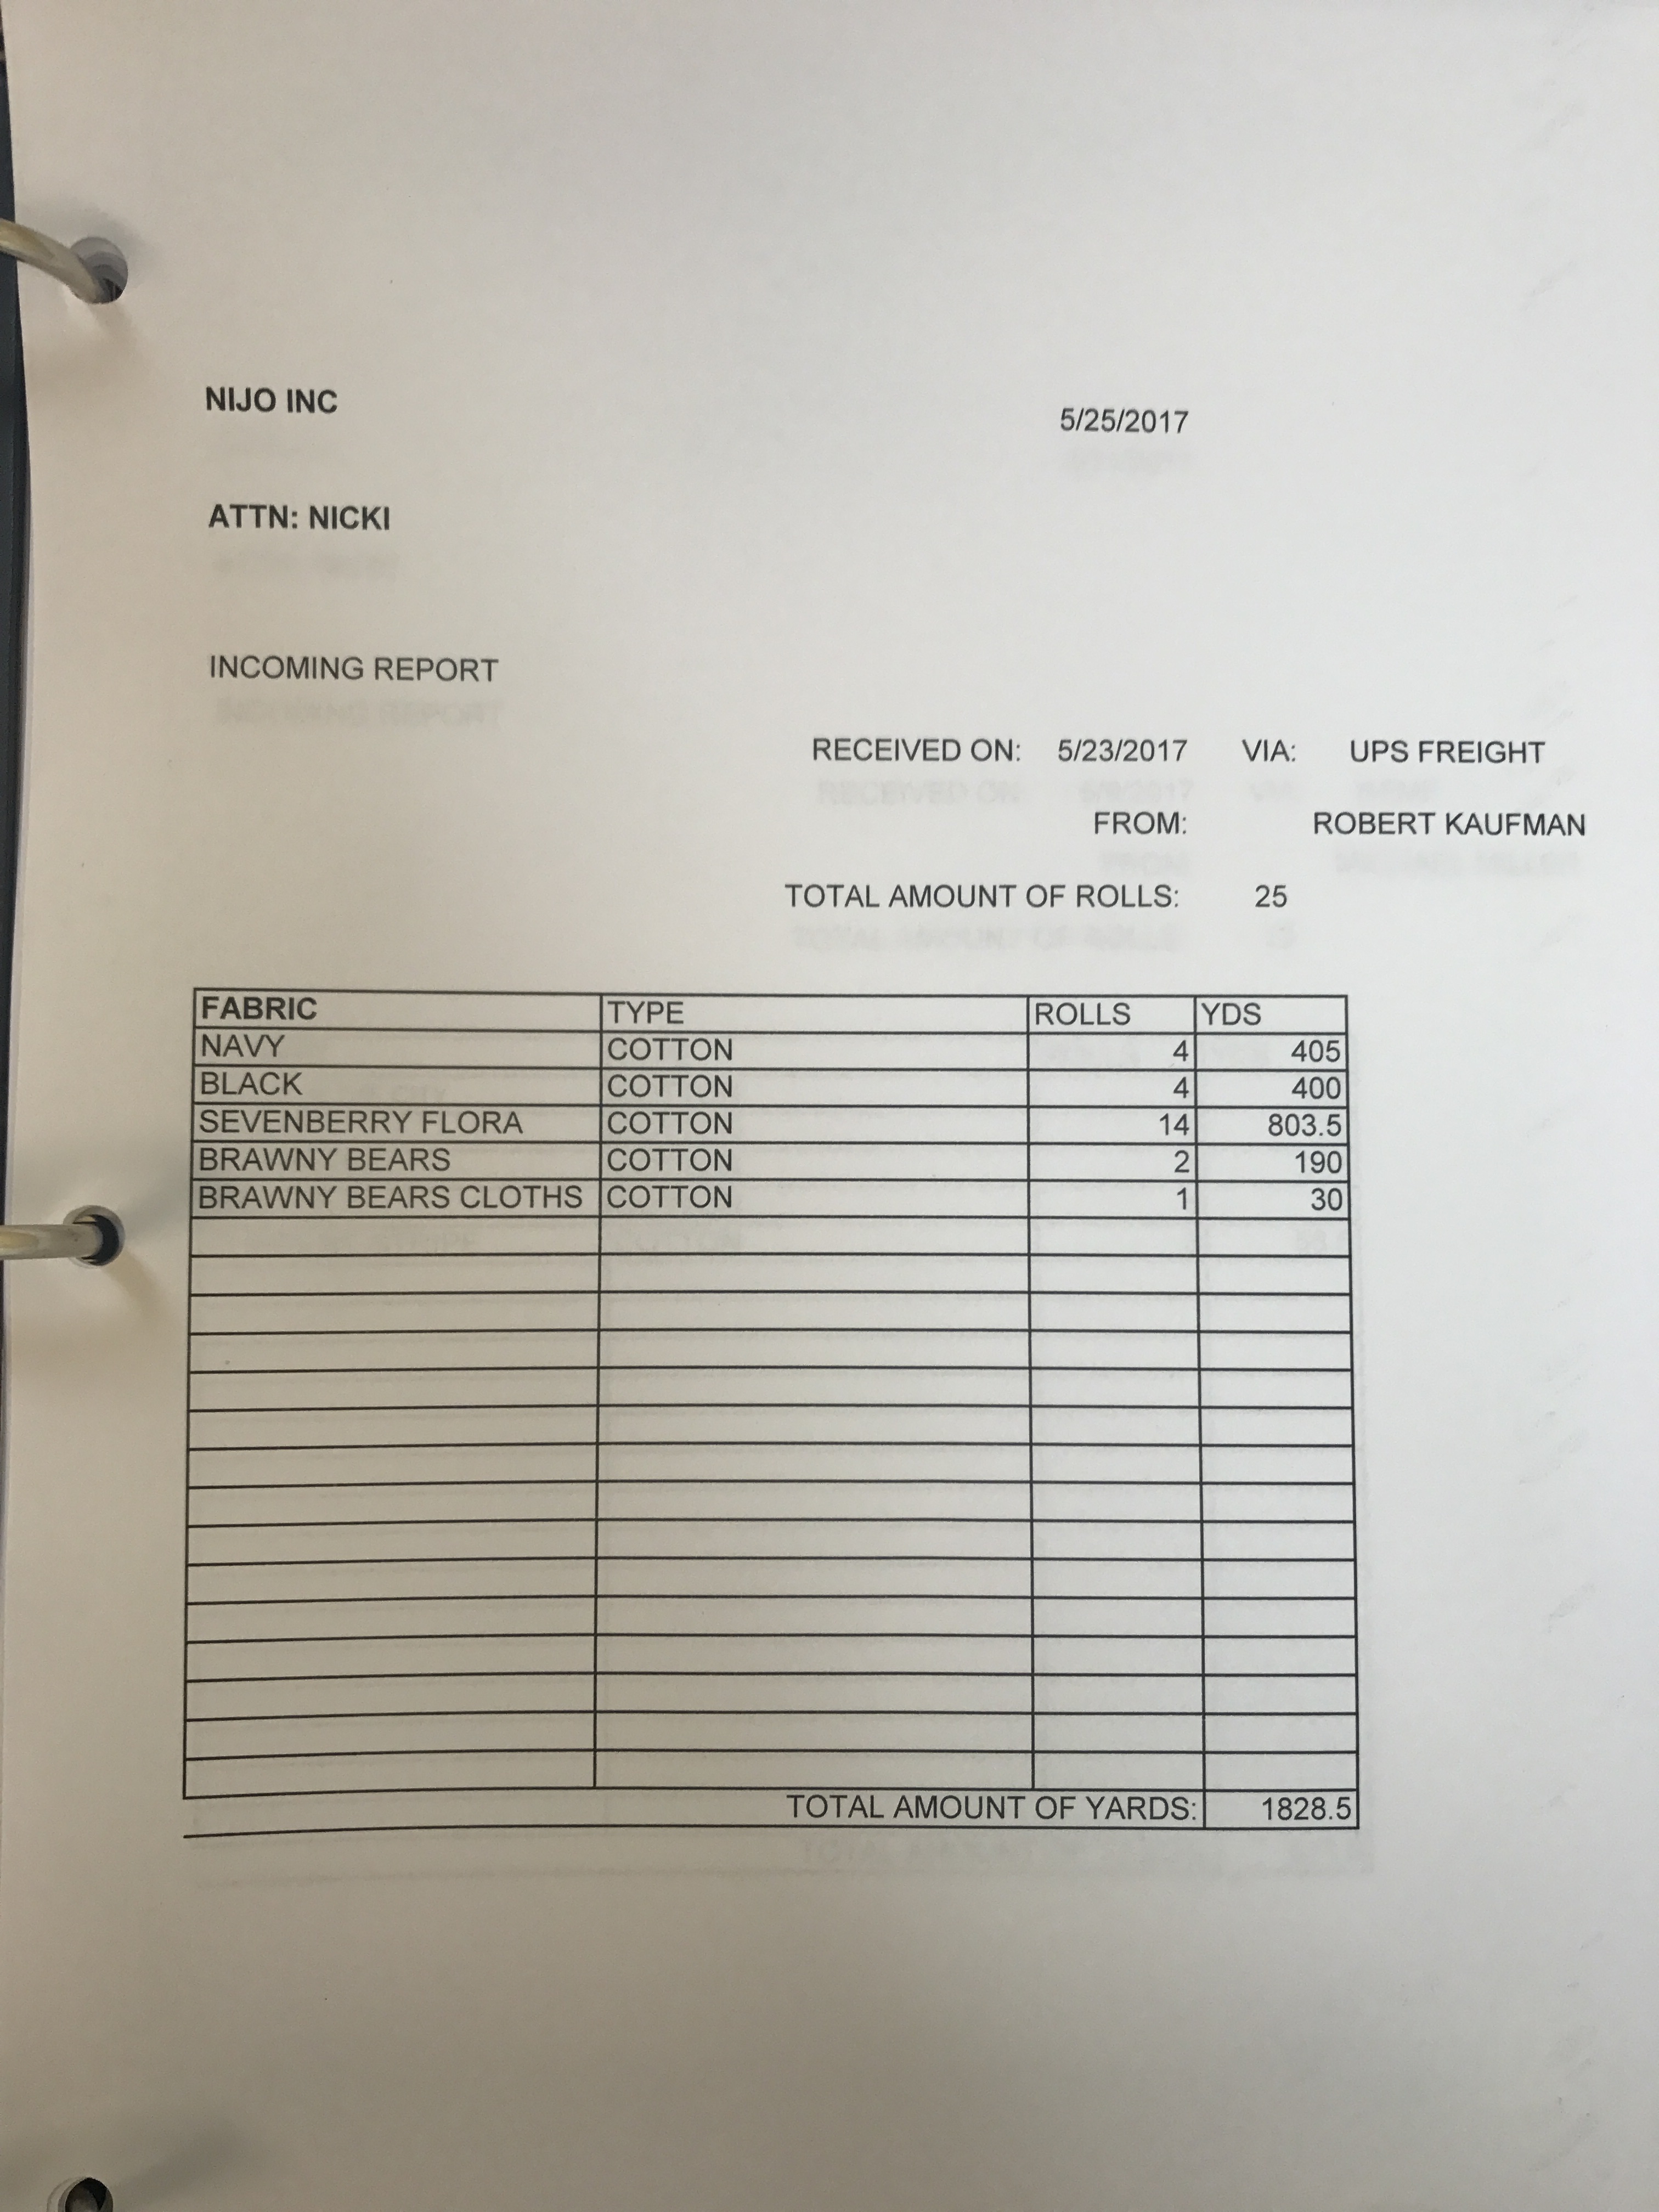 NIJO INC
5/25/2017
ATTN: NICKI
INCOMING REPORT
RECEIVED ON: 5/23/2017 VIA: UPS FREIGHT
FROM: ROBERT KAUFMAN
TOTAL AMOUNT OF ROLLS: 25
FABRIC TYPE ROLLS YDS
NAVY COTTON 4 405
BLACK COTTON 4 400
SEVENBERRY FLORA COTTON 14 803.5
BRAWNY BEARS COTTON 2 190
BRAWNY BEARS CLOTHS COTTON 1 30
TOTAL AMOUNT OF YARDS: 1828.5